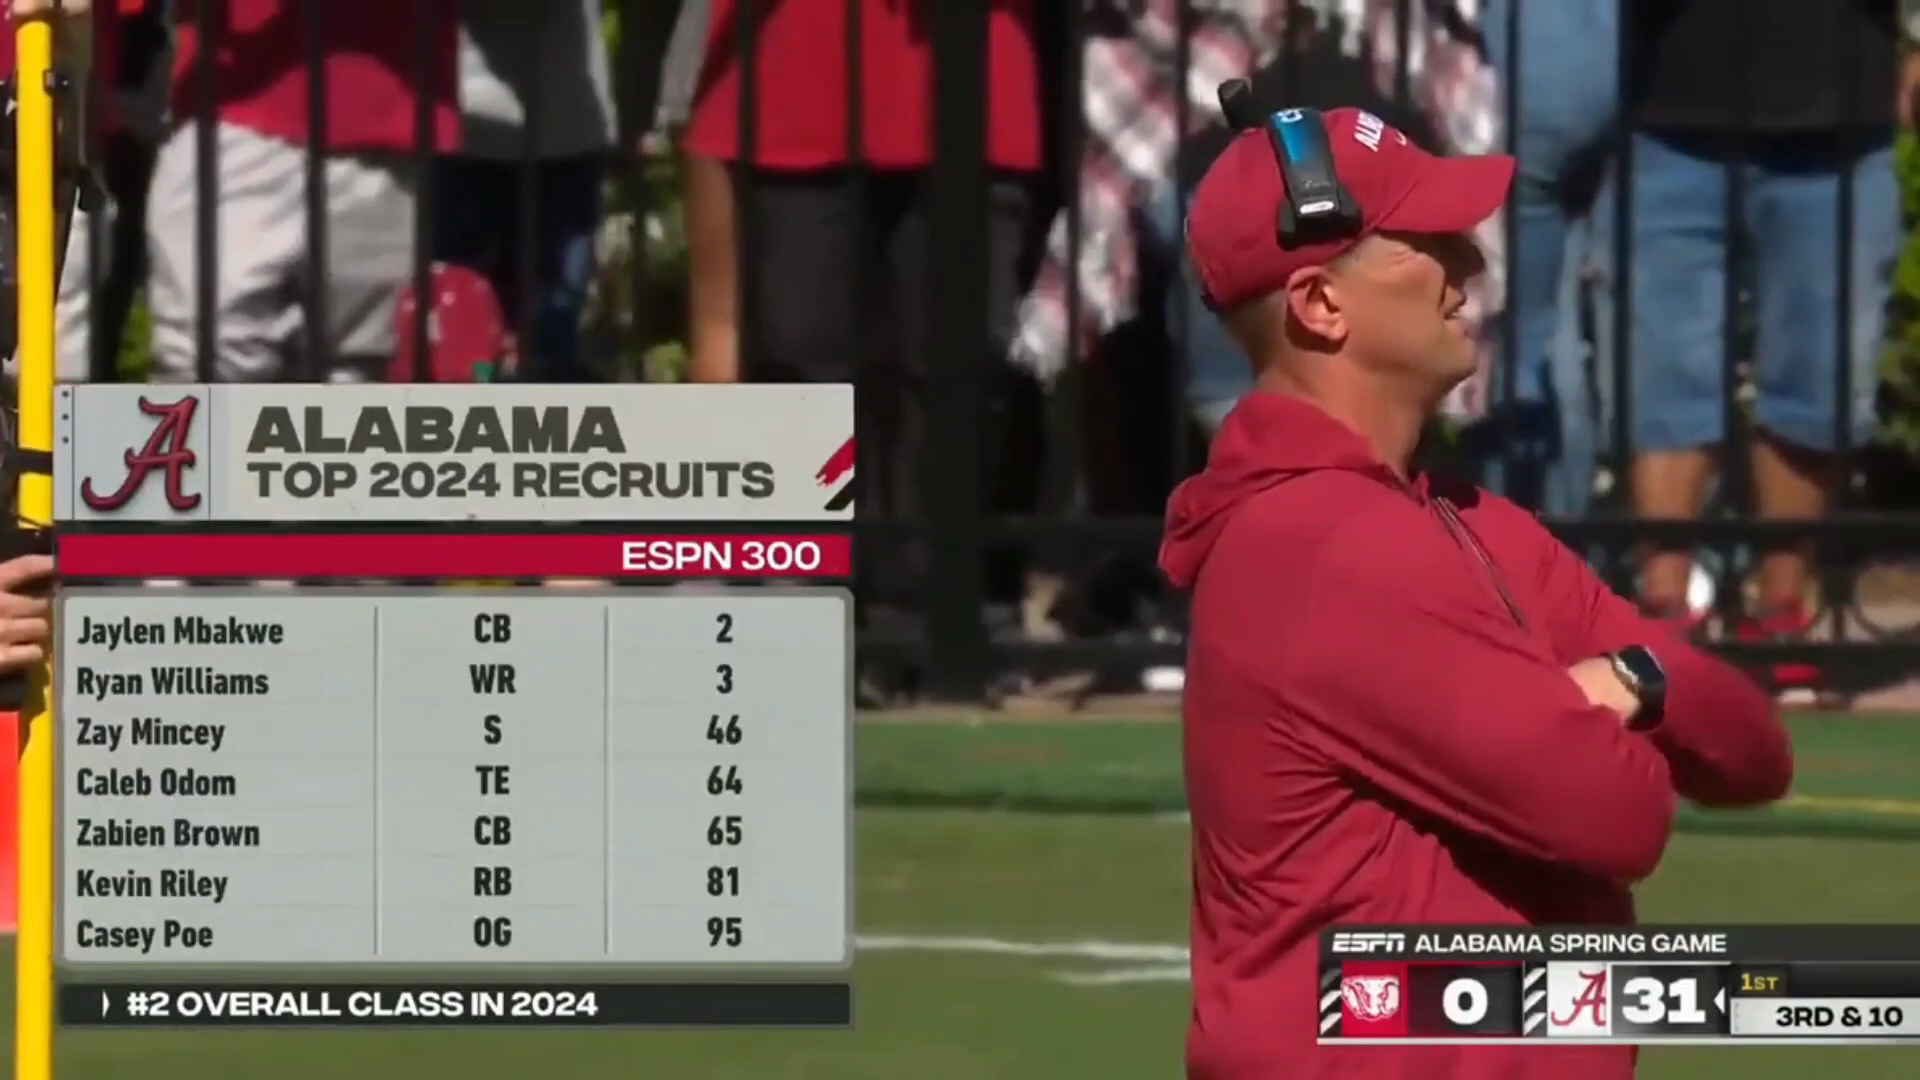 ALABAMA
TOP 2024 RECRUITS
ESPN 300
Jaylen Mbakwe CB 2
Ryan Williams WR 3
Zay Mincey S 46
Caleb Odom TE 64
Zabien Brown CB 65
Kevin Riley RB 81
Casey Poe OG 95
#2 OVERALL CLASS IN 2024
ESPN ALABAMA SPRING GAME
0 A 31 1ST
3RD & 10